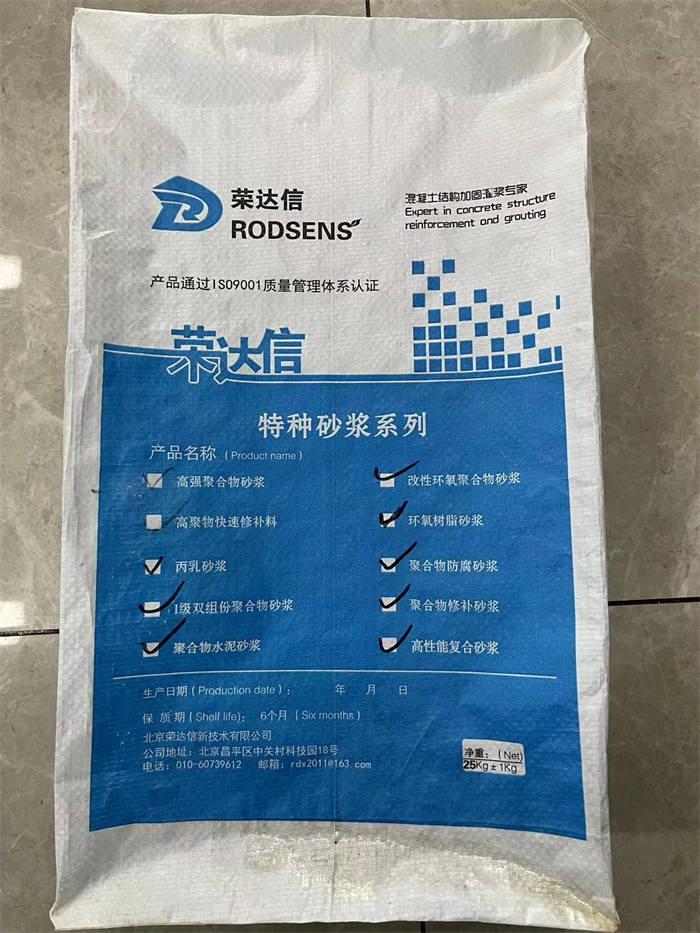 荣达信
RODSENS
混凝土结构加固灌浆专家
Expert in concrete structure
reinforcement and grouting
产品通过ISO9001质量管理体系认证
荣达信
特种砂浆系列
产品名称 (Product name)
高强聚合物砂浆
改性环氧聚合物砂浆
高聚物快速修补料
环氧树脂砂浆
丙乳砂浆
聚合物防腐砂浆
I级双组份聚合物砂浆
聚合物修补砂浆
聚合物水泥砂浆
高性能复合砂浆
生产日期 (Production date) : 年 月 日
保 质 期 (Shelf life): 6个月 (Six months)
北京荣达信新技术有限公司
公司地址: 北京昌平区中关村科技园18号
电话: 010-60739612 邮箱: rdx2011@163.com
净重: (Net)
25Kg±1Kg